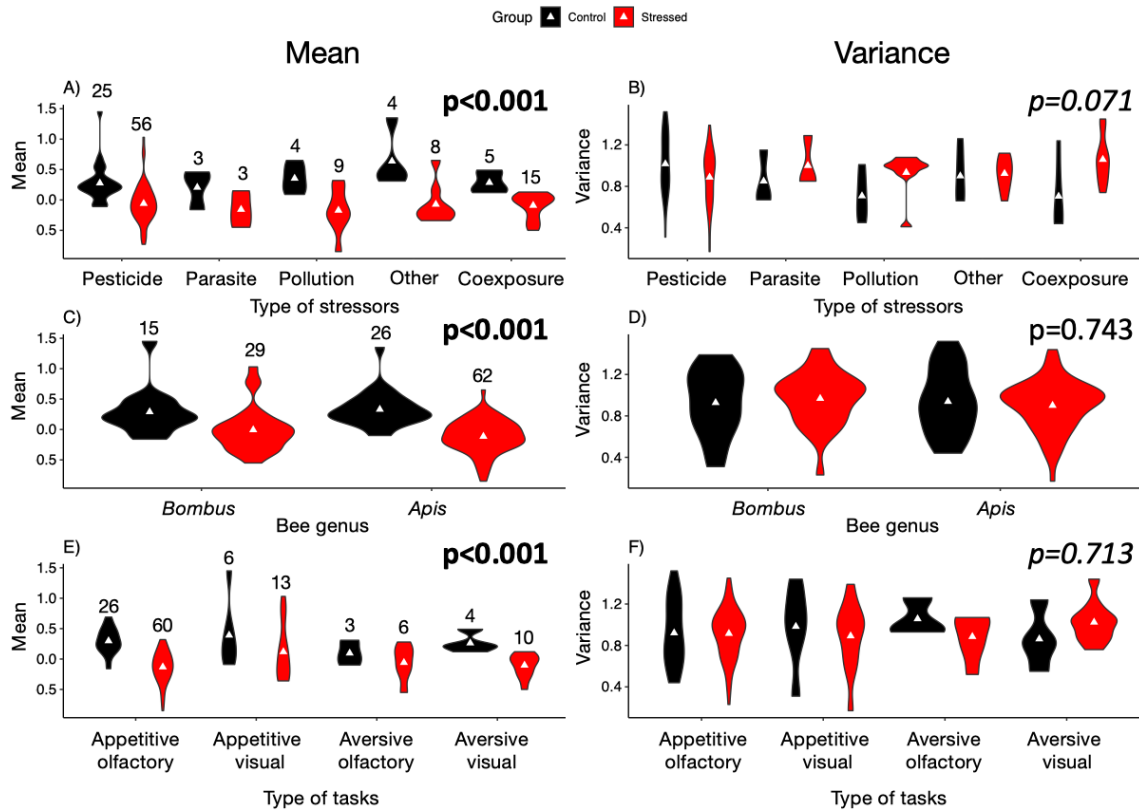 Group Control Stressed
Mean Variance
A) p<0.001
25 56 3 3 4 9 4 8 5 15
Mean
1.5
1.0
0.5
0.0
0.5
Pesticide Parasite Pollution Other Coexposure
Type of stressors
B) p=0.071
Variance
1.2
0.8
0.4
Pesticide Parasite Pollution Other Coexposure
Type of stressors
C) p<0.001
15 29 26 62
Mean
1.5
1.0
0.5
0.0
0.5
Bombus Apis
Bee genus
D) p=0.743
Variance
1.2
0.8
0.4
Bombus Apis
Bee genus
E) p<0.001
26 60 6 13 3 6 4 10
Mean
1.5
1.0
0.5
0.0
0.5
Appetitive Appetitive Aversive Aversive
olfactory visual olfactory visual
Type of tasks
F) p=0.713
Variance
1.2
0.8
0.4
Appetitive Appetitive Aversive Aversive
olfactory visual olfactory visual
Type of tasks